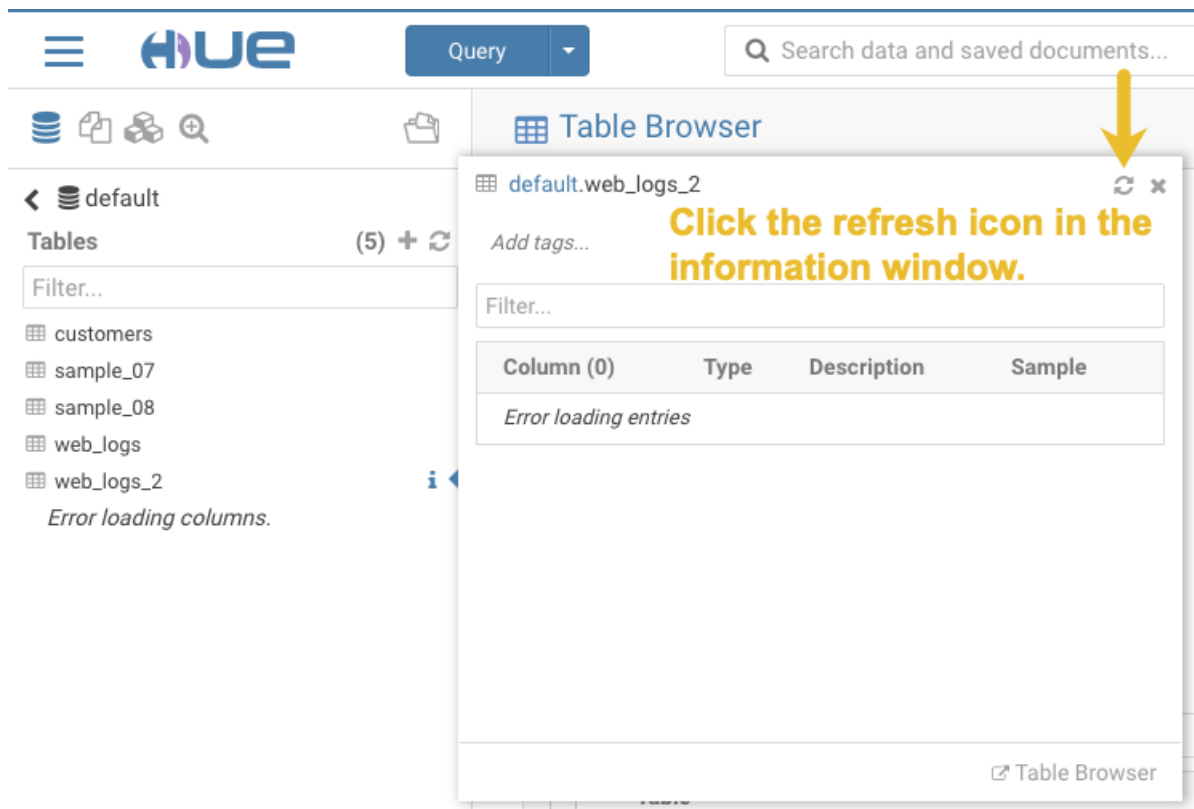 HUE
Query
Search data and saved documents...
Table Browser
default
Tables (5)
Filter...
customers
sample_07
sample_08
web_logs
web_logs_2
Error loading columns.
default.web_logs_2
Click the refresh icon in the
Add tags...
information window.
Filter...
Column (0) Type Description Sample
Error loading entries
Table Browser
Table